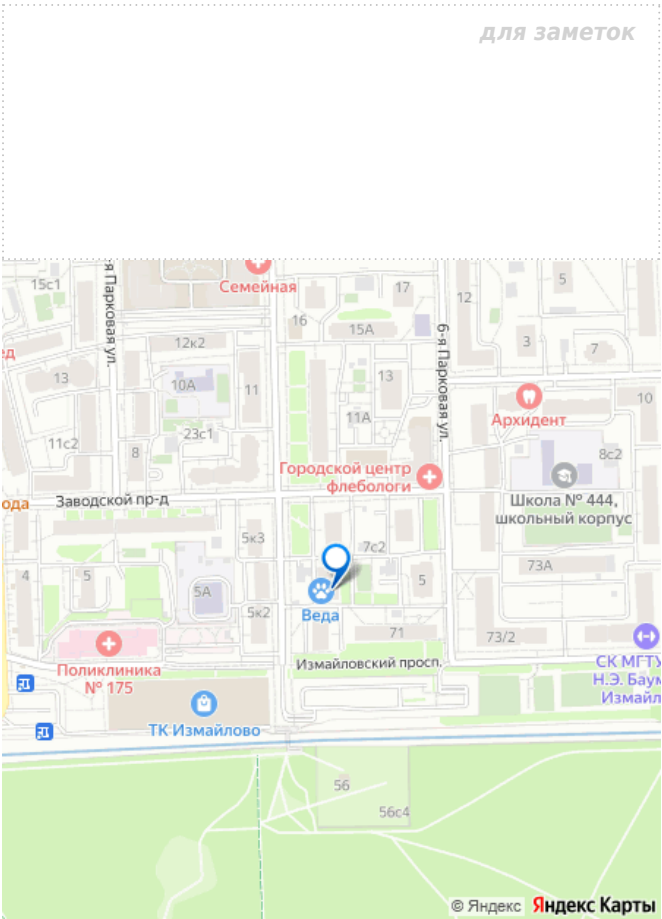 для заметок
Семейная
15с1
я Парковая ул.
16
17
15А
12
5
3
7
12к2
ед
13
10А
11
13
11А
6-я Парковая ул.
Архидент
10
11с2
8
23с1
8с2
Городской центр
флебологи
Школа № 444,
школьный корпус
ода
Заводской пр-д
5к3
7с2
73А
4
5
5А
5
5к2
Веда
71
73/2
Поликлиника
№ 175
Измайловский просп.
СК МГТУ
Н.Э. Баум
Измайл
ТК Измайлово
56
56с4
© Яндекс Яндекс Карты